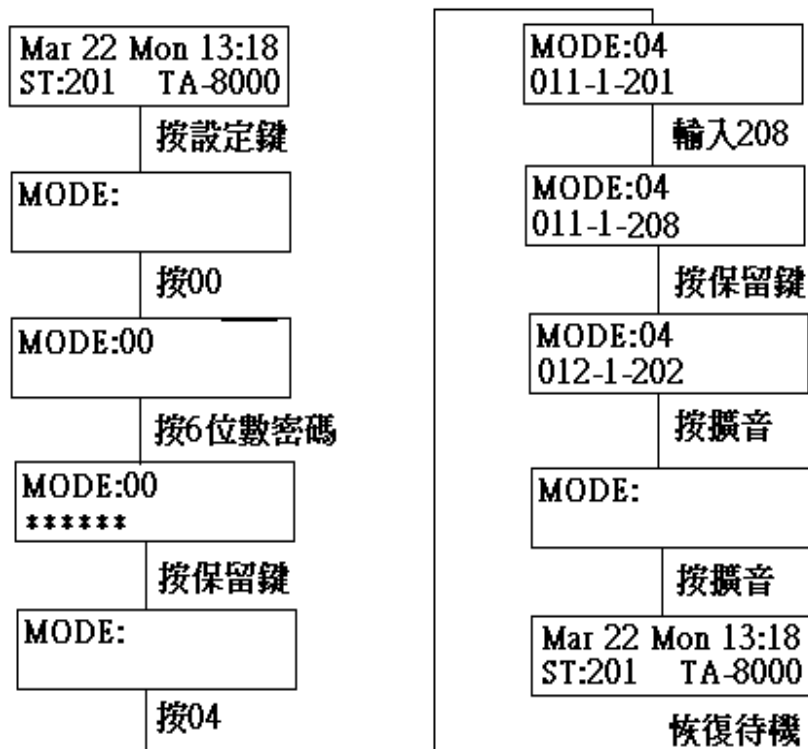 Mar 22 Mon 13:18
ST:201 TA-8000
按設定鍵
MODE:
按00
MODE:00
按6位數密碼
MODE:00
******
按保留鍵
MODE:
按04
MODE:04
011-1-201
輸入208
MODE:04
011-1-208
按保留鍵
MODE:04
012-1-202
按擴音
MODE:
按擴音
Mar 22 Mon 13:18
ST:201 TA-8000
恢復待機